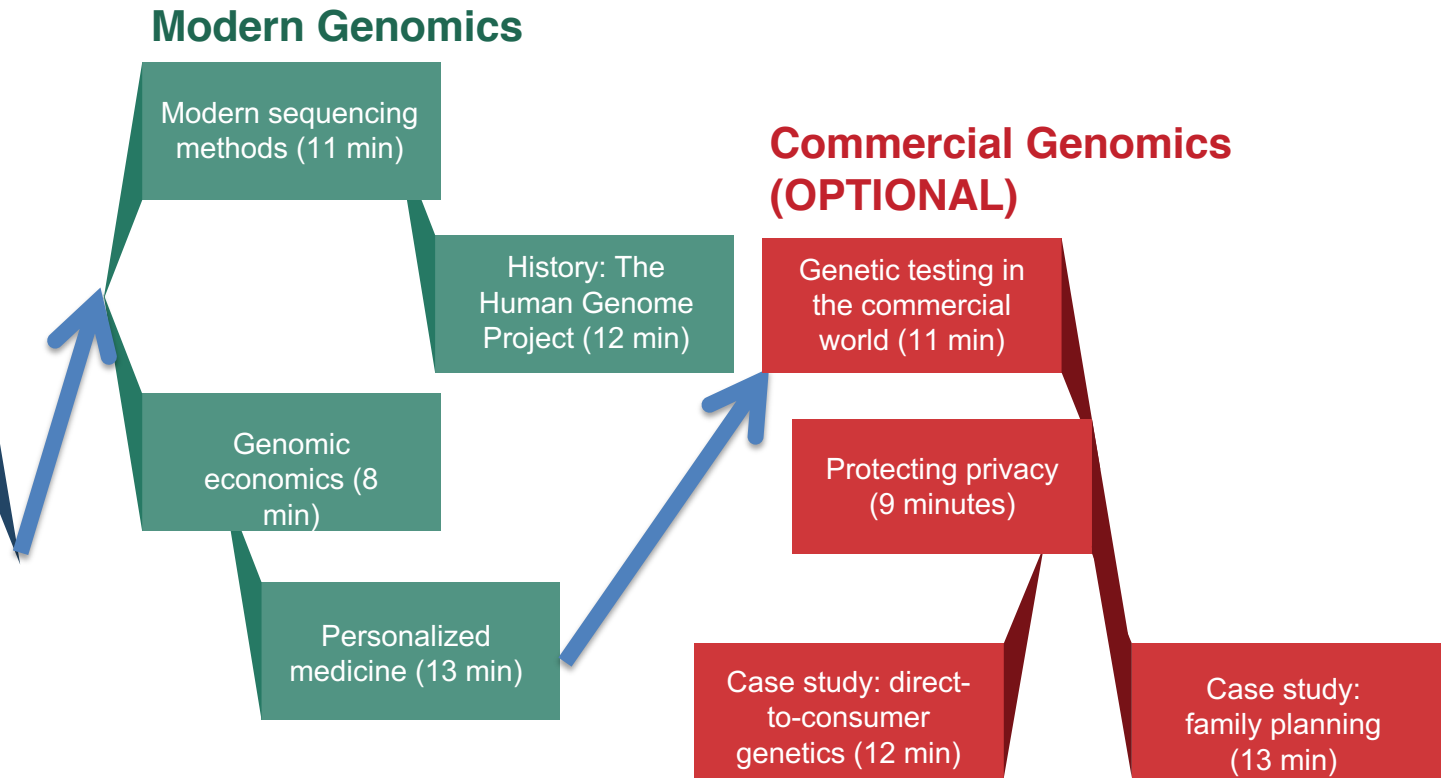 Modern Genomics
Modern sequencing
methods (11 min)
History: The
Human Genome
Project (12 min)
Genomic
economics (8
min)
Personalized
medicine (13 min)
Commercial Genomics
(OPTIONAL)
Genetic testing in
the commercial
world (11 min)
Protecting privacy
(9 minutes)
Case study: direct-
to-consumer
genetics (12 min)
Case study:
family planning
(13 min)